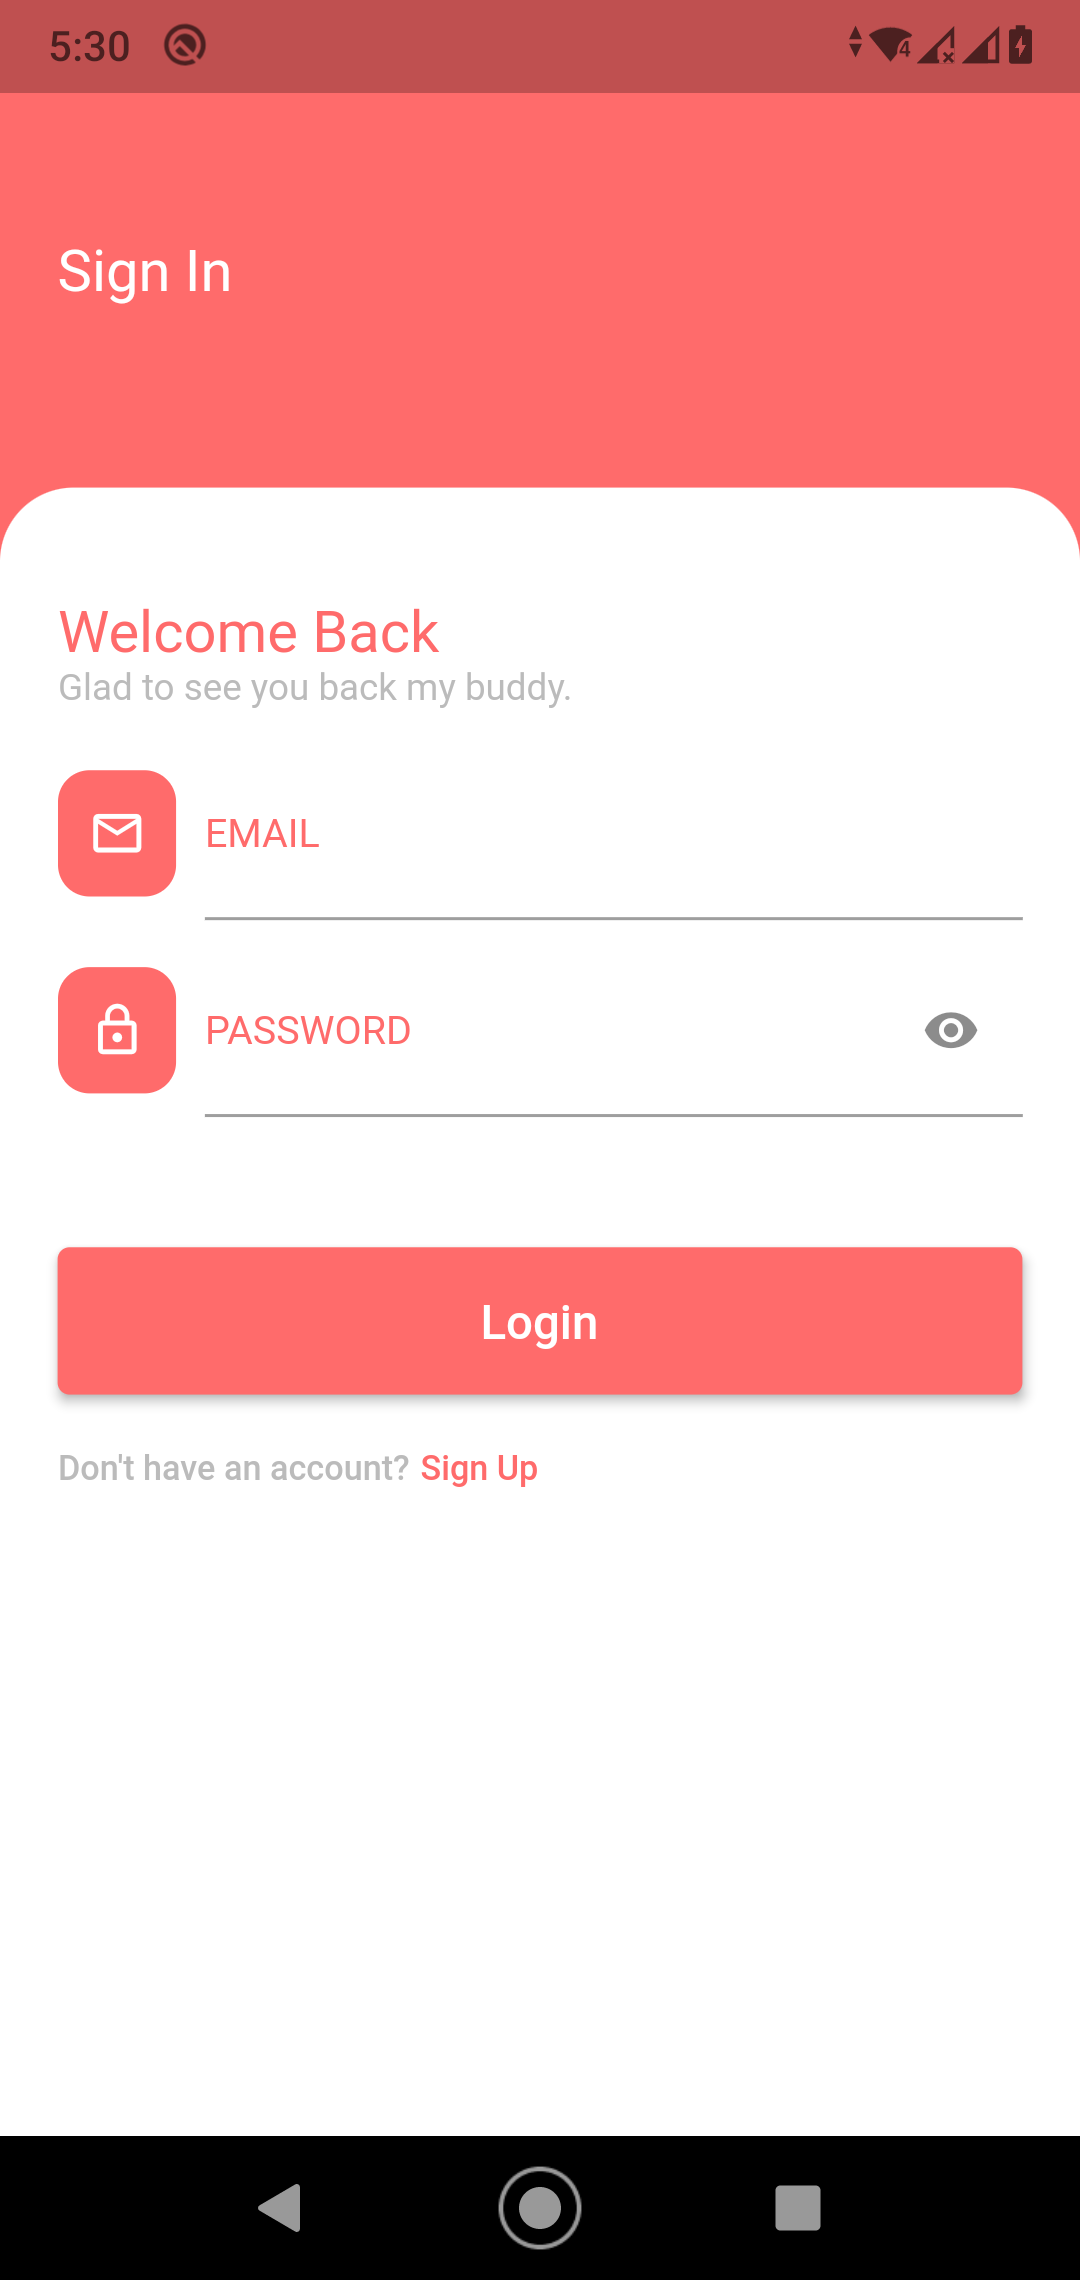 5:30
4
Sign In
Welcome Back
Glad to see you back my buddy.
EMAIL
PASSWORD
Login
Don't have an account? Sign Up